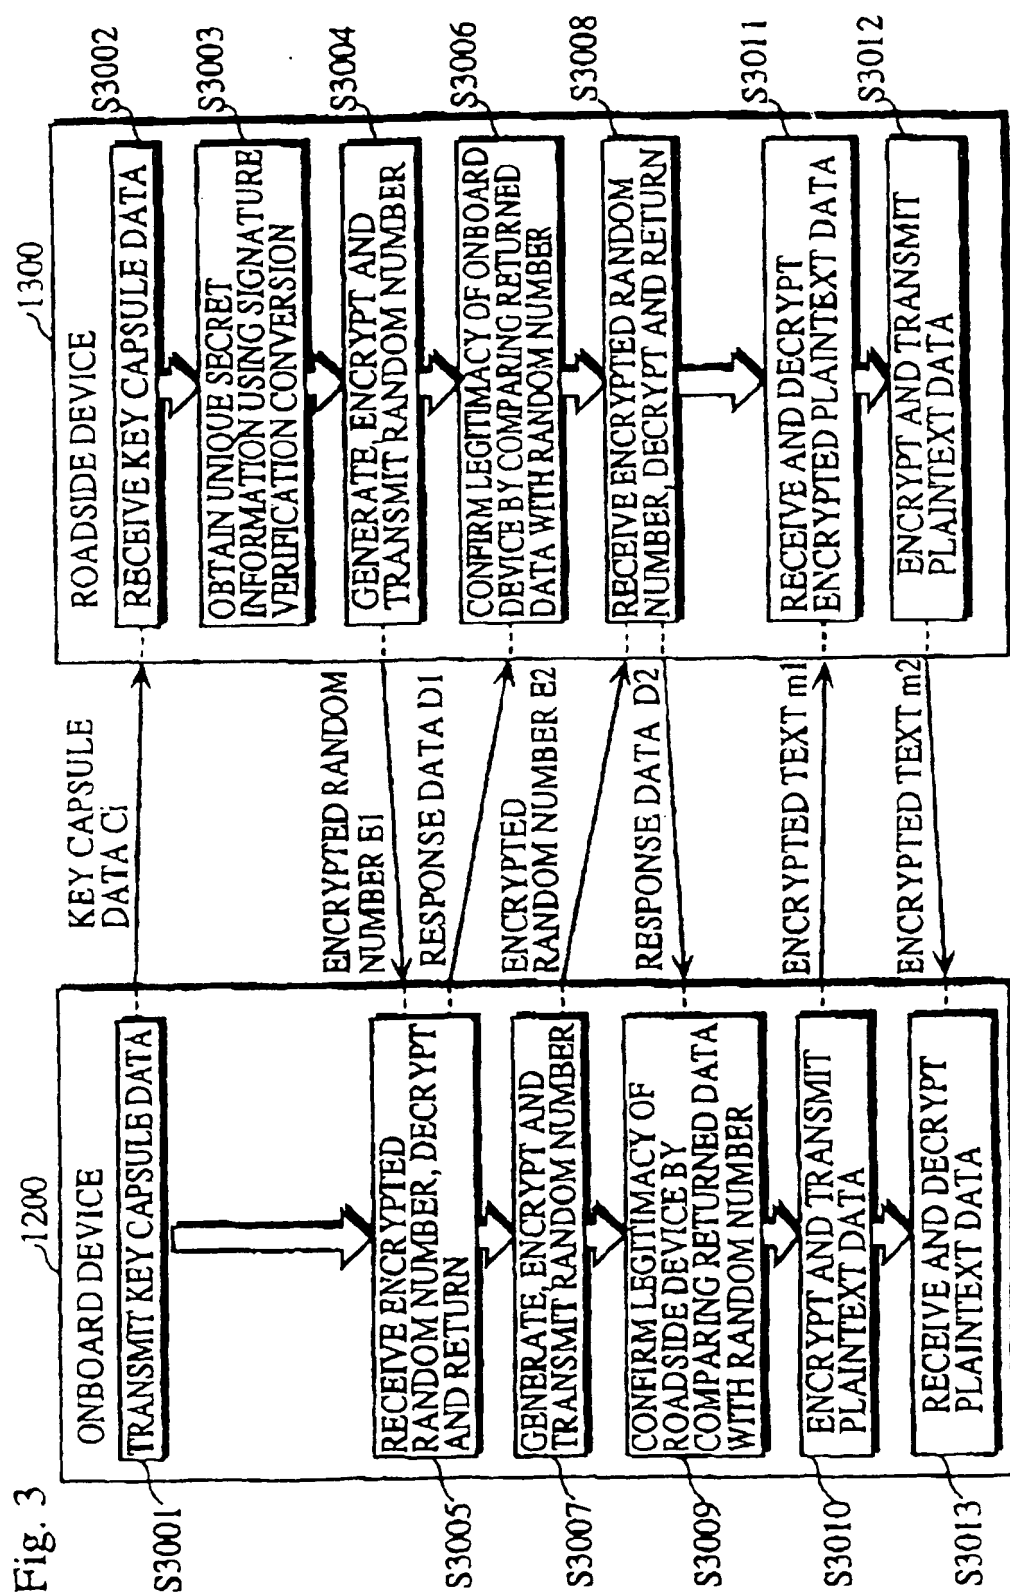 Fig. 3
1200
ONBOARD DEVICE
S3001
TRANSMIT KEY CAPSULE DATA
S3005
RECEIVE ENCRYPTED
RANDOM NUMBER, DECRYPT
AND RETURN
S3007
GENERATE, ENCRYPT AND
TRANSMIT RANDOM NUMBER
S3009
CONFIRM LEGITIMACY OF
ROADSIDE DEVICE BY
COMPARING RETURNED DATA
WITH RANDOM NUMBER
S3010
ENCRYPT AND TRANSMIT
PLAINTEXT DATA
S3013
RECEIVE AND DECRYPT
PLAINTEXT DATA
KEY CAPSULE
DATA Ci
ENCRYPTED RANDOM
NUMBER E1
RESPONSE DATA D1
ENCRYPTED
RANDOM NUMBER E2
RESPONSE DATA D2
ENCRYPTED TEXT m1
ENCRYPTED TEXT m2
1300
ROADSIDE DEVICE
RECEIVE KEY CAPSULE DATA
S3002
OBTAIN UNIQUE SECRET
INFORMATION USING SIGNATURE
VERIFICATION CONVERSION
S3003
GENERATE, ENCRYPT AND
TRANSMIT RANDOM NUMBER
S3004
CONFIRM LEGITIMACY OF ONBOARD
DEVICE BY COMPARING RETURNED
DATA WITH RANDOM NUMBER
S3006
RECEIVE ENCRYPTED RANDOM
NUMBER, DECRYPT AND RETURN
S3008
RECEIVE AND DECRYPT
ENCRYPTED PLAINTEXT DATA
S3011
ENCRYPT AND TRANSMIT
PLAINTEXT DATA
S3012